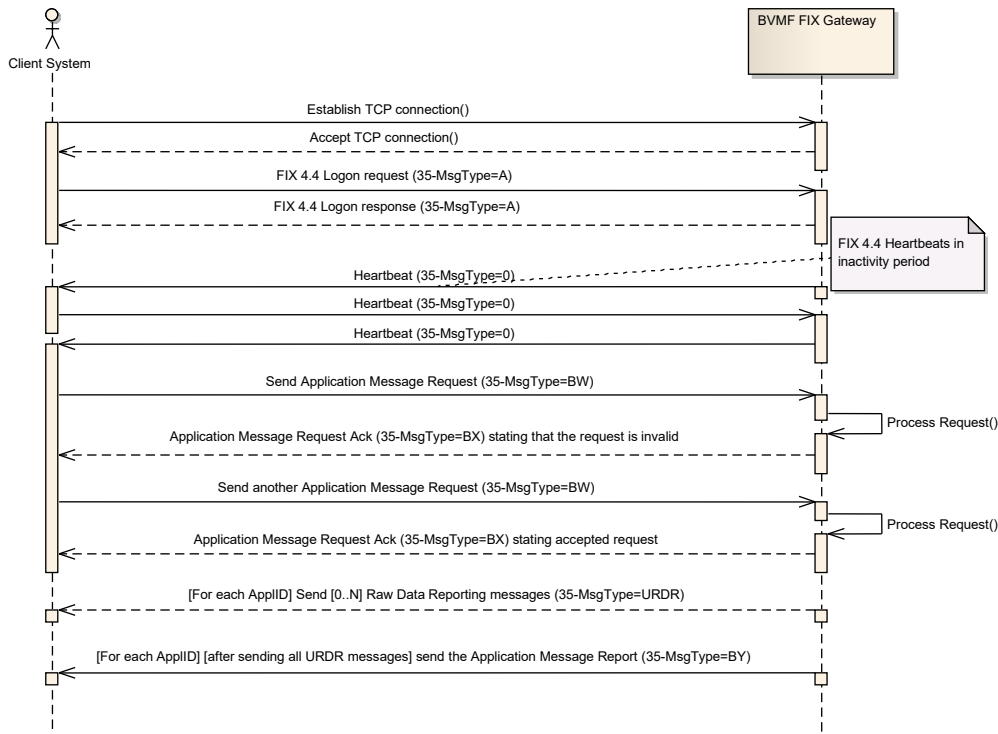 BVMF FIX Gateway
Client System
Establish TCP connection()
Accept TCP connection()
FIX 4.4 Logon request (35-MsgType=A)
FIX 4.4 Logon response (35-MsgType=A)
FIX 4.4 Heartbeats in
inactivity period
Heartbeat (35-MsgType=0)
Heartbeat (35-MsgType=0)
Heartbeat (35-MsgType=0)
Send Application Message Request (35-MsgType=BW)
Process Request()
Application Message Request Ack (35-MsgType=BX) stating that the request is invalid
Send another Application Message Request (35-MsgType=BW)
Process Request()
Application Message Request Ack (35-MsgType=BX) stating accepted request
[For each ApplID] Send [0..N] Raw Data Reporting messages (35-MsgType=URDR)
[For each ApplID] [after sending all URDR messages] send the Application Message Report (35-MsgType=BY)